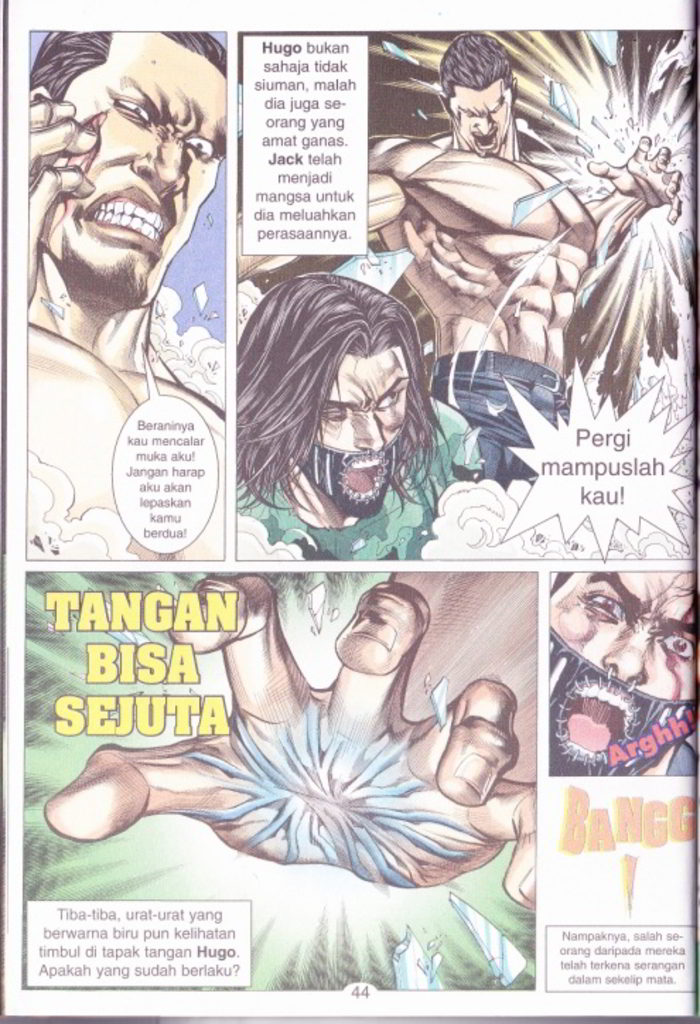 Beraninya
kau mencalar
muka aku!
Jangan harap
aku akan
lepaskan
kamu
berdua!
Hugo bukan
sahaja tidak
siuman, malah
dia juga se-
orang yang
amat ganas.
Jack telah
menjadi
mangsa untuk
dia meluahkan
perasaannya.
Pergi
mampuslah
kau!
TANGAN
BISA
SEJUTA
Tiba-tiba, urat-urat yang
berwarna biru pun kelihatan
timbul di tapak tangan Hugo.
Apakah yang sudah berlaku?
Arghh!
BANGG
!
Nampaknya, salah se-
orang daripada mereka
telah terkena serangan
dalam sekelip mata.
44